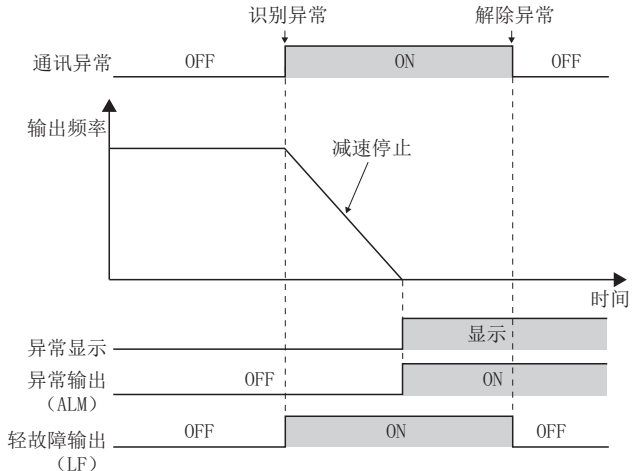 识别异常 解除异常
通讯异常 OFF ON OFF
输出频率
减速停止
时间
异常显示 显示
异常输出 OFF ON
(ALM)
轻故障输出 OFF ON OFF
(LF)